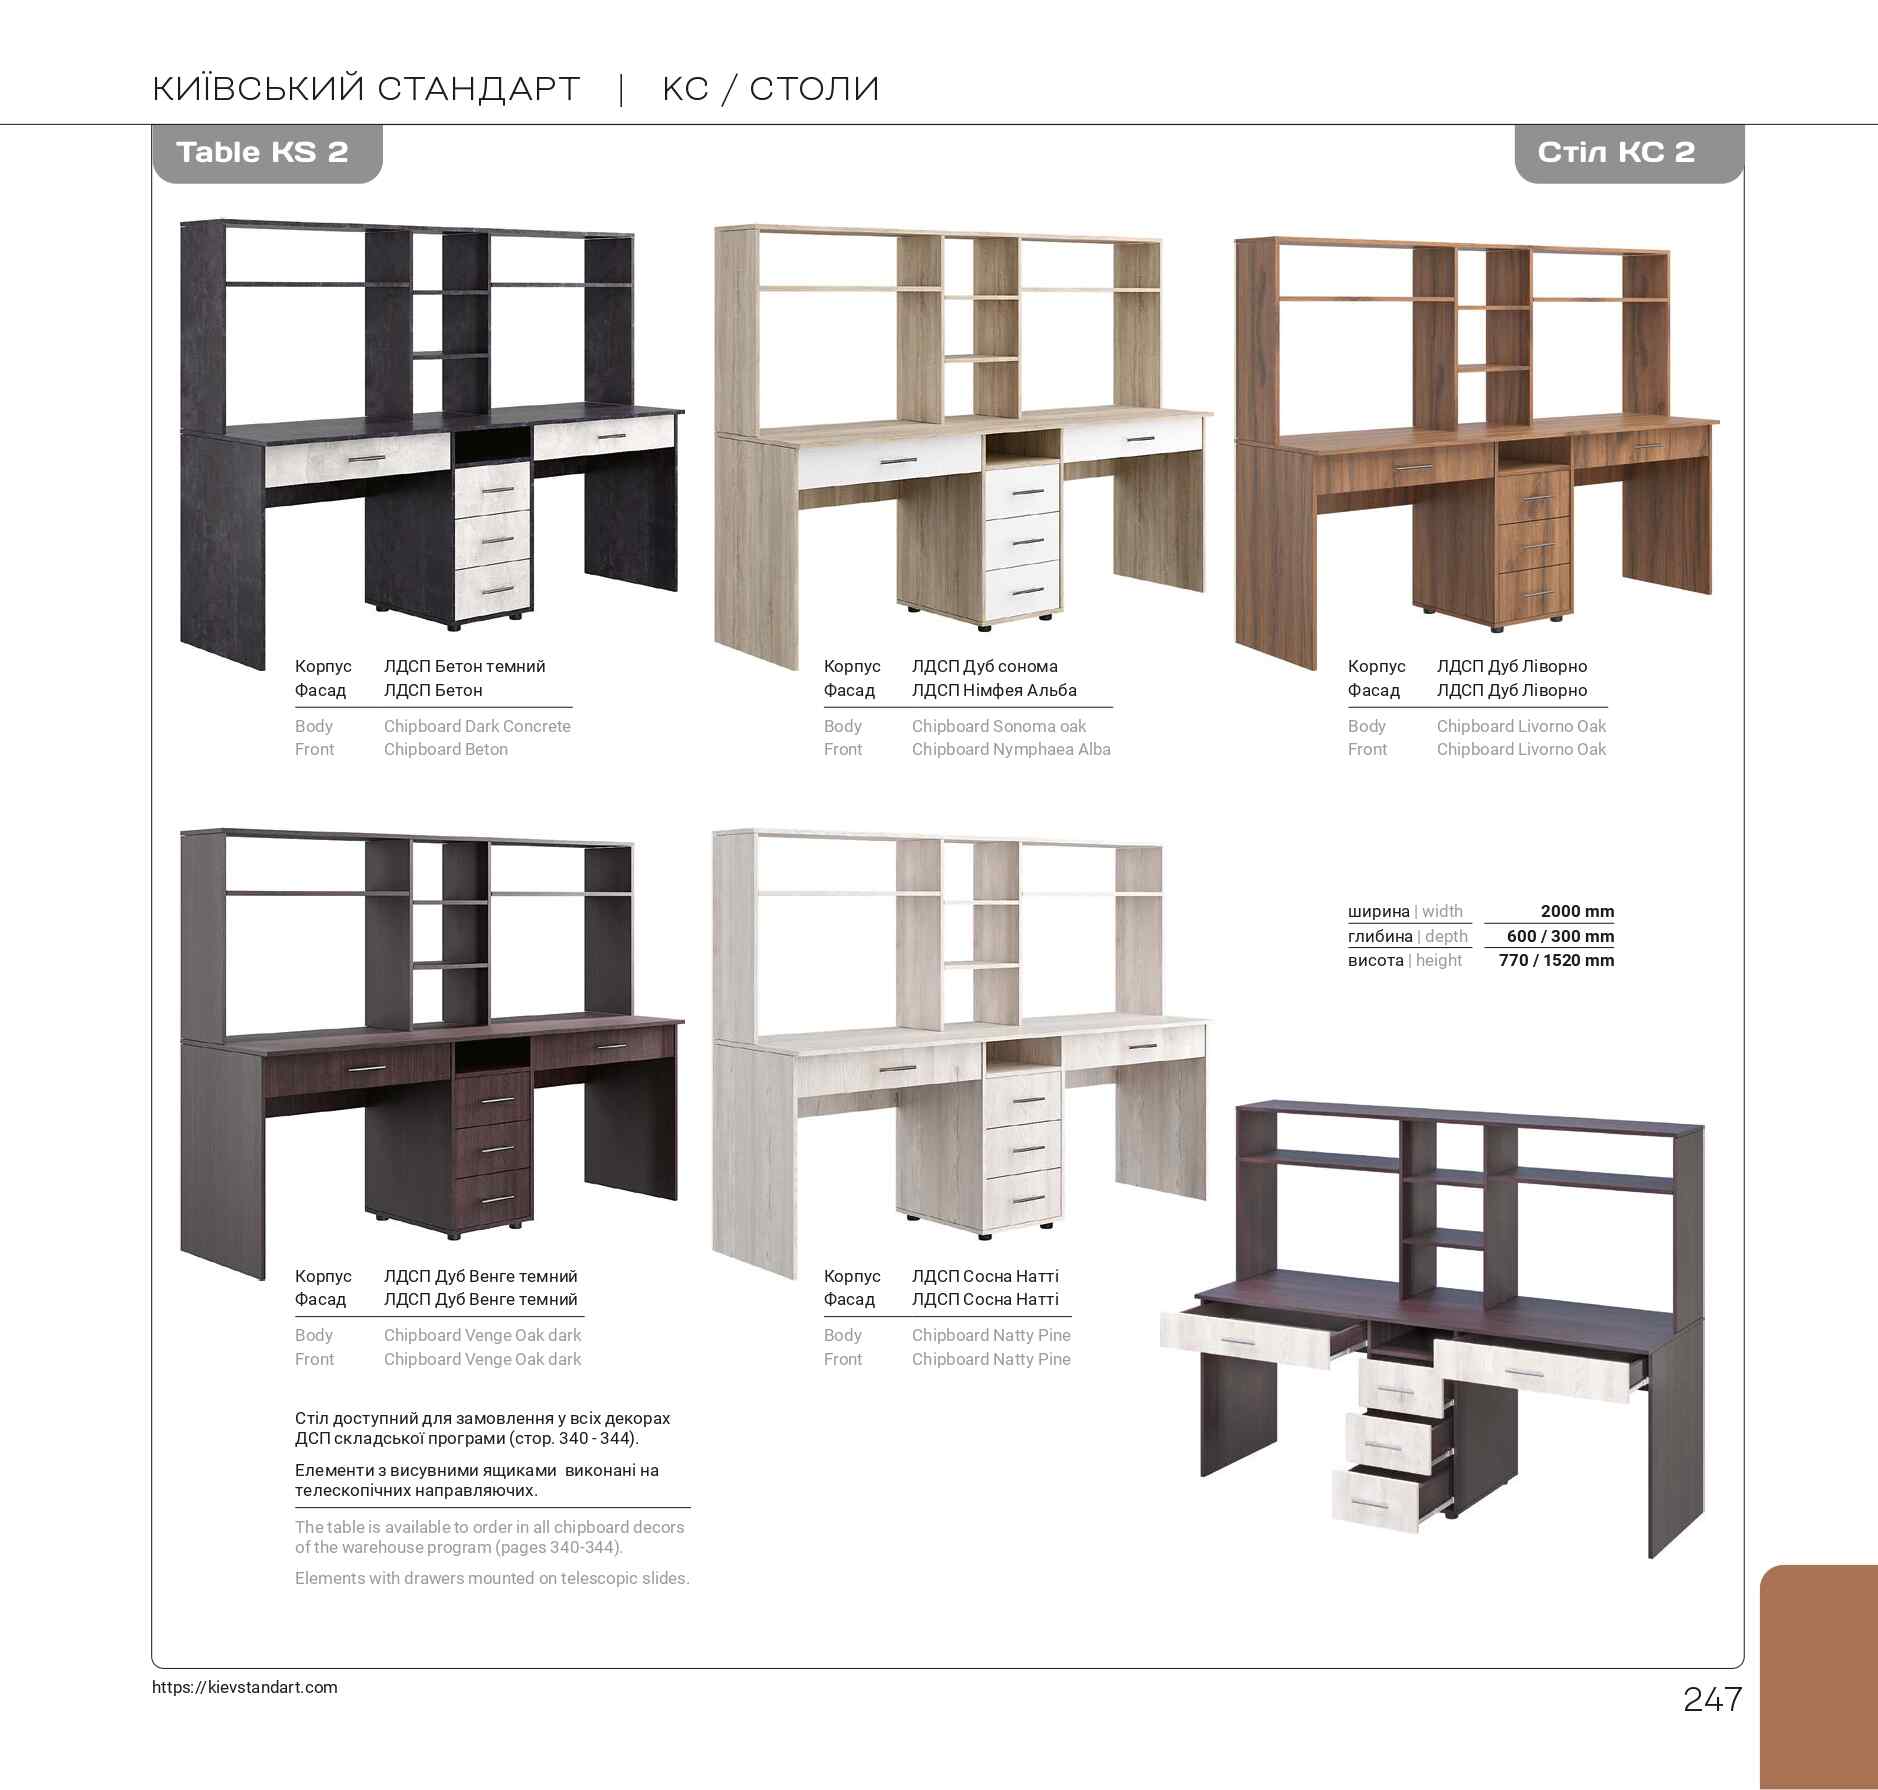 КИЇВСЬКИЙ СТАНДАРТ | КС / СТОЛИ
Table KS 2
Стіл КС 2
Корпус ЛДСП Бетон темний
Фасад ЛДСП Бетон
Body Chipboard Dark Concrete
Front Chipboard Beton
Корпус ЛДСП Дуб сонома
Фасад ЛДСП Німфея Альба
Body Chipboard Sonoma oak
Front Chipboard Nymphaea Alba
Корпус ЛДСП Дуб Ліворно
Фасад ЛДСП Дуб Ліворно
Body Chipboard Livorno Oak
Front Chipboard Livorno Oak
ширина | width 2000 mm
глибина | depth 600 / 300 mm
висота | height 770 / 1520 mm
Корпус ЛДСП Дуб Венге темний
Фасад ЛДСП Дуб Венге темний
Body Chipboard Venge Oak dark
Front Chipboard Venge Oak dark
Корпус ЛДСП Сосна Натті
Фасад ЛДСП Сосна Натті
Body Chipboard Natty Pine
Front Chipboard Natty Pine
Стіл доступний для замовлення у всіх декорах
ДСП складської програми (стор. 340 - 344).
Елементи з висувними ящиками виконані на
телескопічних направляючих.
The table is available to order in all chipboard decors
of the warehouse program (pages 340-344).
Elements with drawers mounted on telescopic slides.
https://kievstandart.com
247